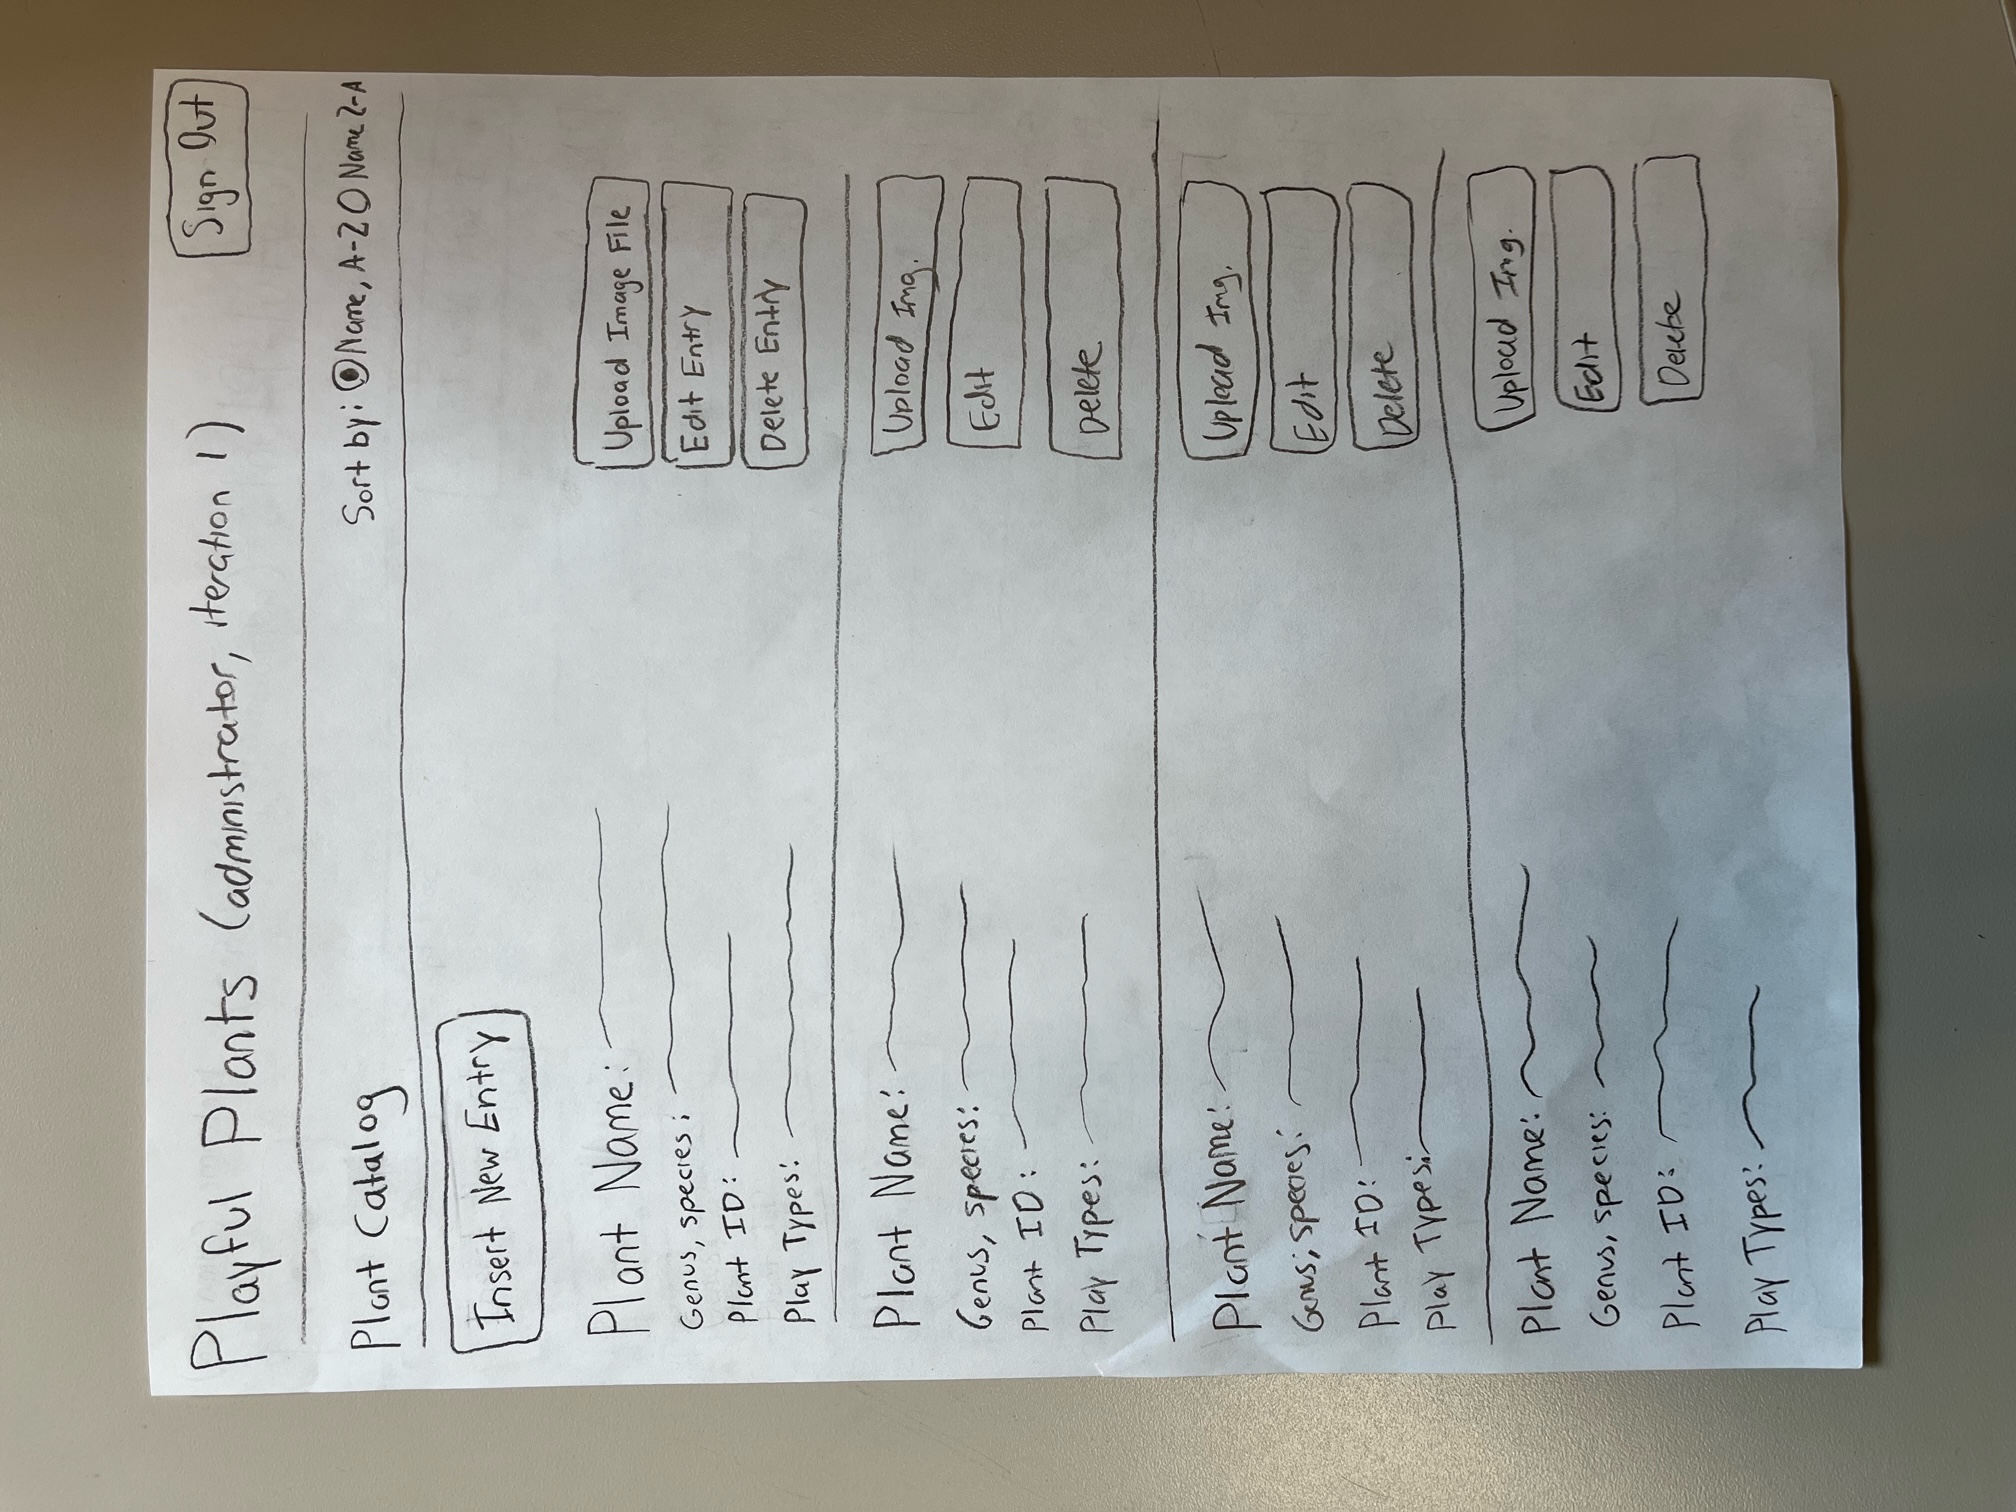 Playful Plants (administrator, iteration 1)
Sign Out
Plant Catalog
Sort by: Name, A-Z Name Z-A
Insert New Entry
Plant Name:
Upload Image File
Genus, species:
Edit Entry
Plant ID:
Delete Entry
Play Types:
Plant Name:
Upload Img.
Genus, species:
Edit
Plant ID:
Play Types:
Delete
Plant Name:
Upload Img.
Genus, species:
Edit
Plant ID:
Delete
Play Types:
Plant Name:
Upload Img.
Genus, species:
Edit
Plant ID:
Delete
Play Types: